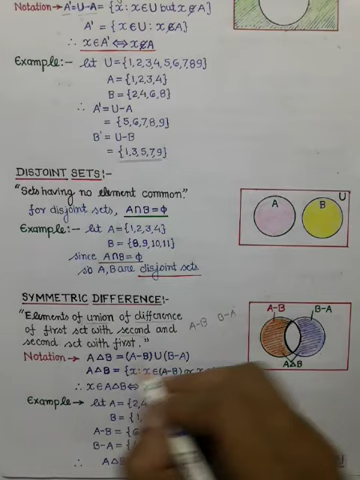 Notation→ A'= U-A= {x: x∈U but x∉A}
A' = {x∈U: x∉A}
∴ x∈A' ⇔ x∉A
Example:- let U={1,2,3,4,5,6,7,8,9}
A={1,2,3,4}
B={2,4,6,8}
∴ A'=U-A
= {5,6,7,8,9}
B'= U-B
= {1,3,5,7,9}
DISJOINT SETS:-
"Sets having no element common."
for disjoint sets, A∩B=ϕ
Example:- let A={1,2,3,4}
B={8,9,10,11}
since A∩B=ϕ
so A,B are disjoint sets
A B U
SYMMETRIC DIFFERENCE:-
"Elements of union of difference
of first set with second and
second set with first."
A-B B-A
Notation→ A∆B=(A-B)∪(B-A)
A∆B= {x: x∈(A-B) or
∴ x∈A∆B⇔
Example→ let A={2,4
B={1,
A-B={6
B-A={
∴ A∆B
A-B B-A
A∆B